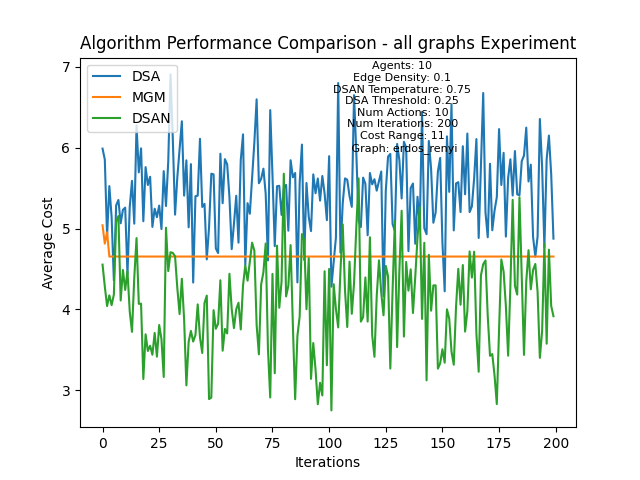 Algorithm Performance Comparison - all graphs Experiment
DSA
MGM
DSAN
Agents: 10
Edge Density: 0.1
DSAN Temperature: 0.75
DSA Threshold: 0.25
Num Actions: 10
Num Iterations: 200
Cost Range: 11
Graph: erdos_renyi
Average Cost
7
6
5
4
3
0 25 50 75 100 125 150 175 200
Iterations